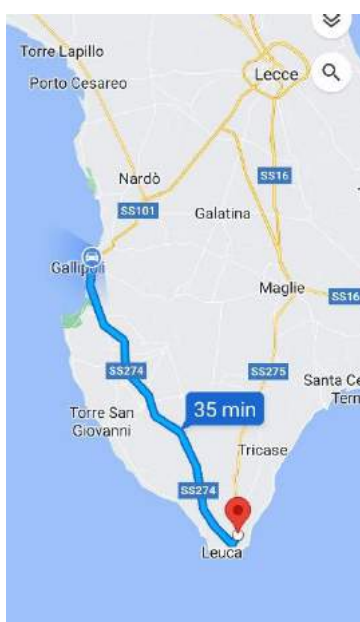 Torre Lapillo
Porto Cesareo
Lecce
Nardò
SS16
SS101
Galatina
Gallipoli
Maglie
SS16
SS274
SS275
Santa Ce
Term
35 min
Torre San
Giovanni
Tricase
SS274
Leuca